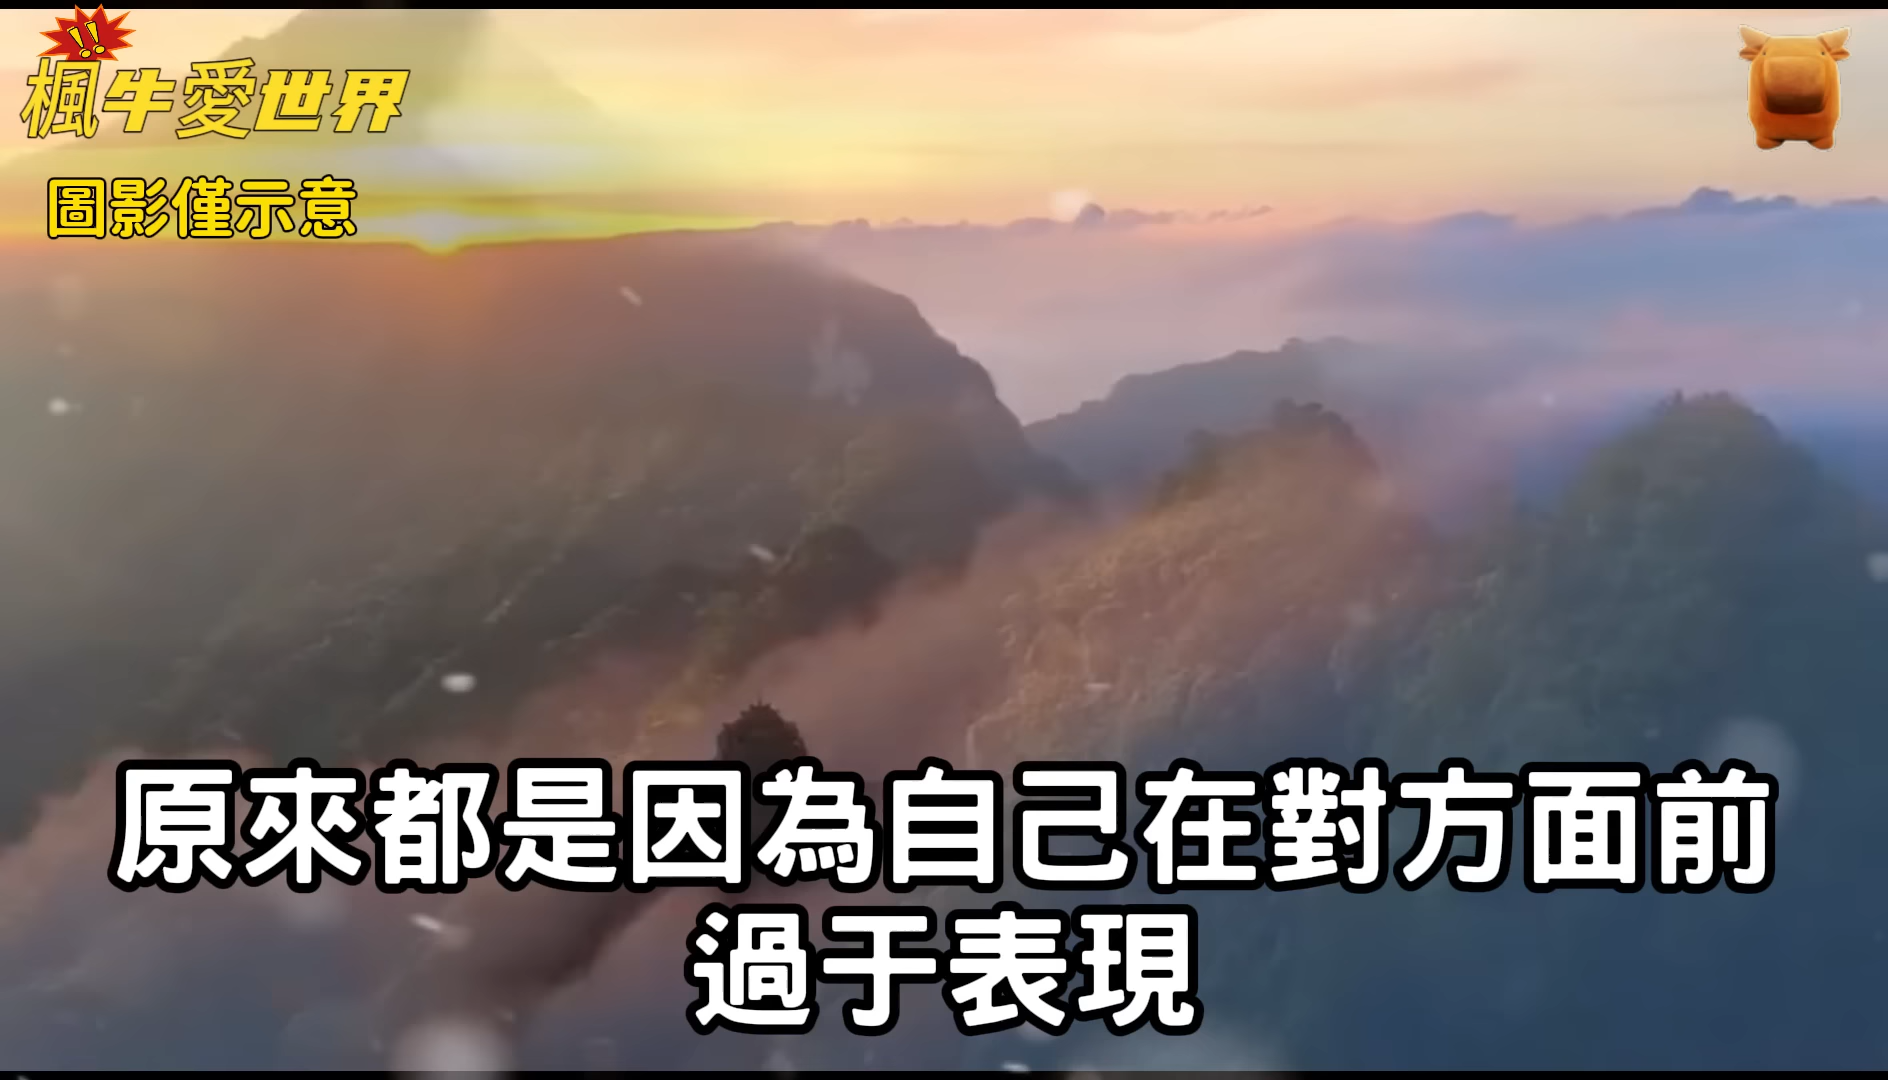 !!
楓牛愛世界
圖影僅示意
原來都是因為自己在對方面前
過于表現